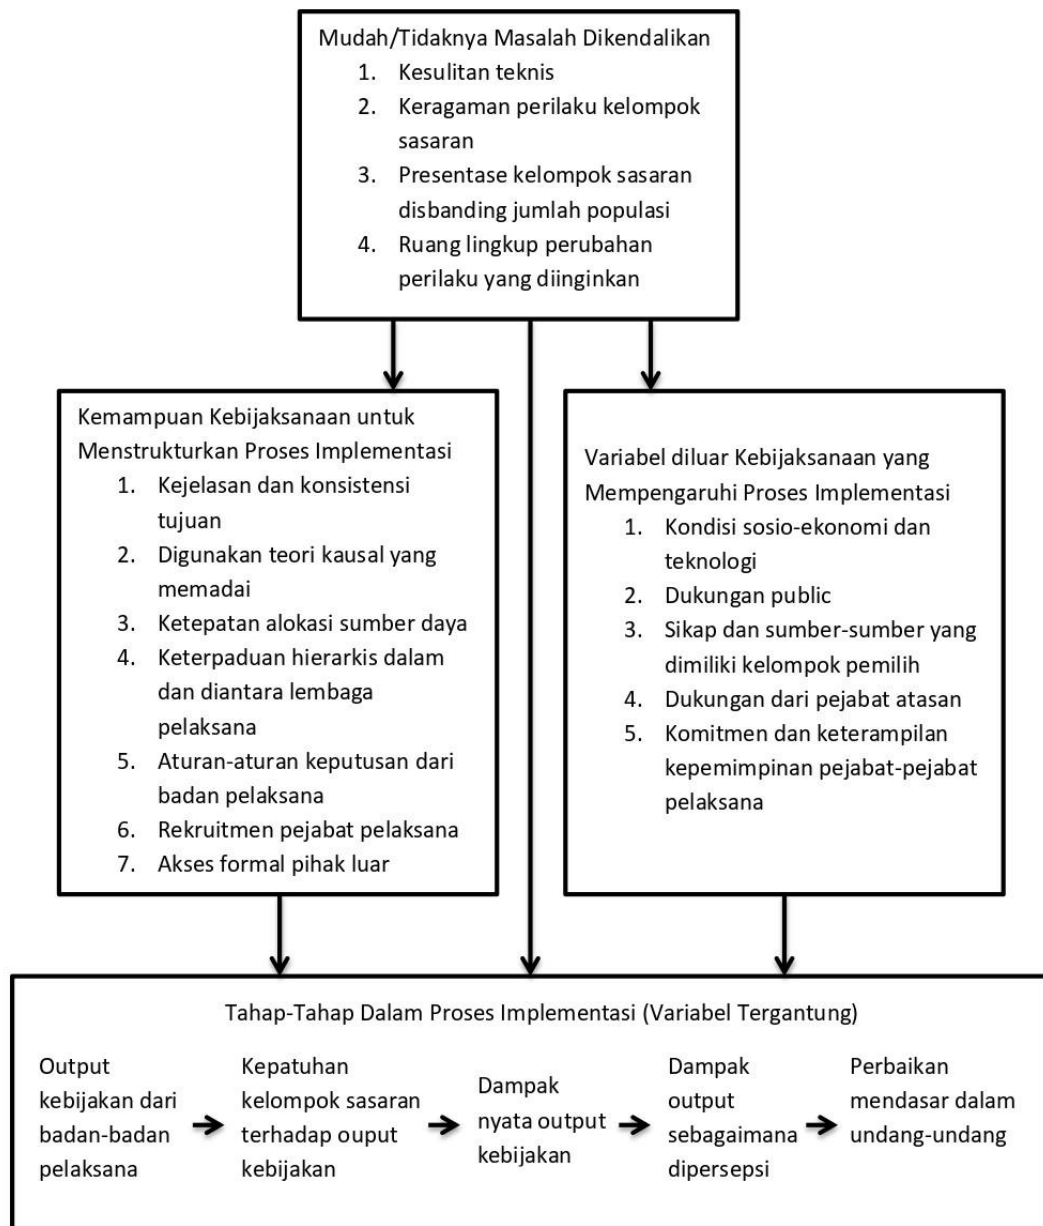 Mudah/Tidaknya Masalah Dikendalikan
1. Kesulitan teknis
2. Keragaman perilaku kelompok
sasaran
3. Presentase kelompok sasaran
disbanding jumlah populasi
4. Ruang lingkup perubahan
perilaku yang diinginkan
Kemampuan Kebijaksanaan untuk
Menstrukturkan Proses Implementasi
1. Kejelasan dan konsistensi
tujuan
2. Digunakan teori kausal yang
memadai
3. Ketepatan alokasi sumber daya
4. Keterpaduan hierarkis dalam
dan diantara lembaga
pelaksana
5. Aturan-aturan keputusan dari
badan pelaksana
6. Rekruitmen pejabat pelaksana
7. Akses formal pihak luar
Variabel diluar Kebijaksanaan yang
Mempengaruhi Proses Implementasi
1. Kondisi sosio-ekonomi dan
teknologi
2. Dukungan public
3. Sikap dan sumber-sumber yang
dimiliki kelompok pemilih
4. Dukungan dari pejabat atasan
5. Komitmen dan keterampilan
kepemimpinan pejabat-pejabat
pelaksana
Tahap-Tahap Dalam Proses Implementasi (Variabel Tergantung)
Output
kebijakan dari
badan-badan
pelaksana
Kepatuhan
kelompok sasaran
terhadap ouput
kebijakan
Dampak
nyata output
kebijakan
Dampak
output
sebagaimana
dipersepsi
Perbaikan
mendasar dalam
undang-undang